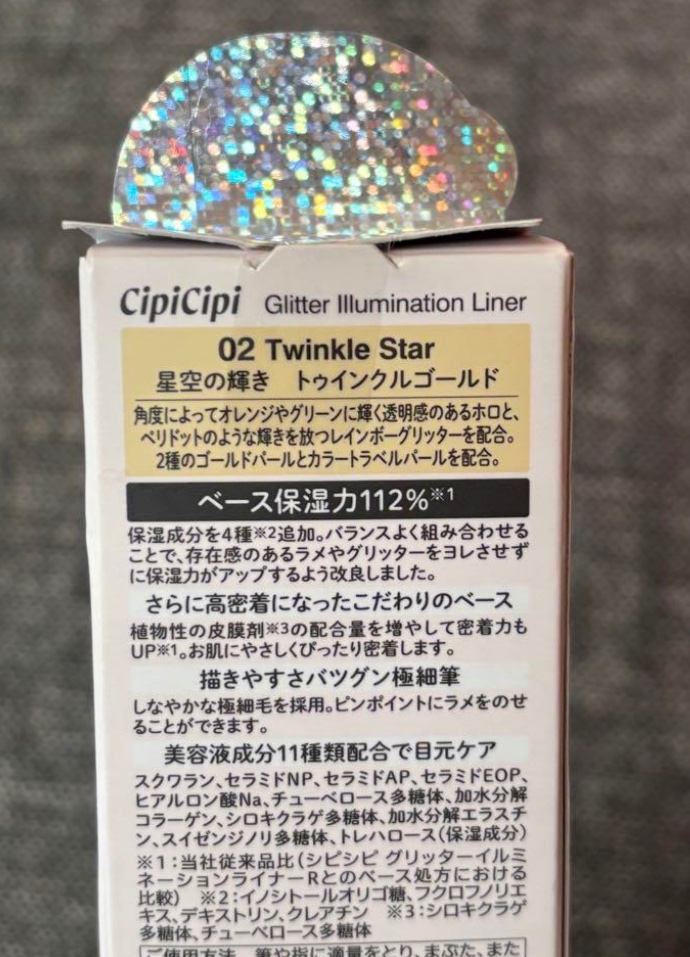 CipiCipi Glitter Illumination Liner
02 Twinkle Star
星空の輝き トゥインクルゴールド
角度によってオレンジやグリーンに輝く透明感のあるホロと、
ペリドットのような輝きを放つレインボーグリッターを配合。
2種のゴールドパールとカラートラベルパールを配合。
ベース保湿力112%※1
保湿成分を4種※2追加。バランスよく組み合わせる
ことで、存在感のあるラメやグリッターをヨレさせず
に保湿力がアップするよう改良しました。
さらに高密着になったこだわりのベース
植物性の皮膜剤※3の配合量を増やして密着力も
UP※1。お肌にやさしくぴったり密着します。
描きやすさバツグン極細筆
しなやかな極細毛を採用。ピンポイントにラメをのせ
ることができます。
美容液成分11種類配合で目元ケア
スクワラン、セラミドNP、セラミドAP、セラミドEOP、
ヒアルロン酸Na、チューベロース多糖体、加水分解
コラーゲン、シロキクラゲ多糖体、加水分解エラスチ
ン、スイゼンジノリ多糖体、トレハロース(保湿成分)
※1:当社従来品比(シピシピ グリッターイルミ
ネーションライナーRとのベース処方における
比較) ※2:イノシトールオリゴ糖、フクロフノリエ
キス、デキストリン、クレアチン ※3:シロキクラゲ
多糖体、チューベロース多糖体
ご使用方法 筆や指に適量をとり、まぶた、また